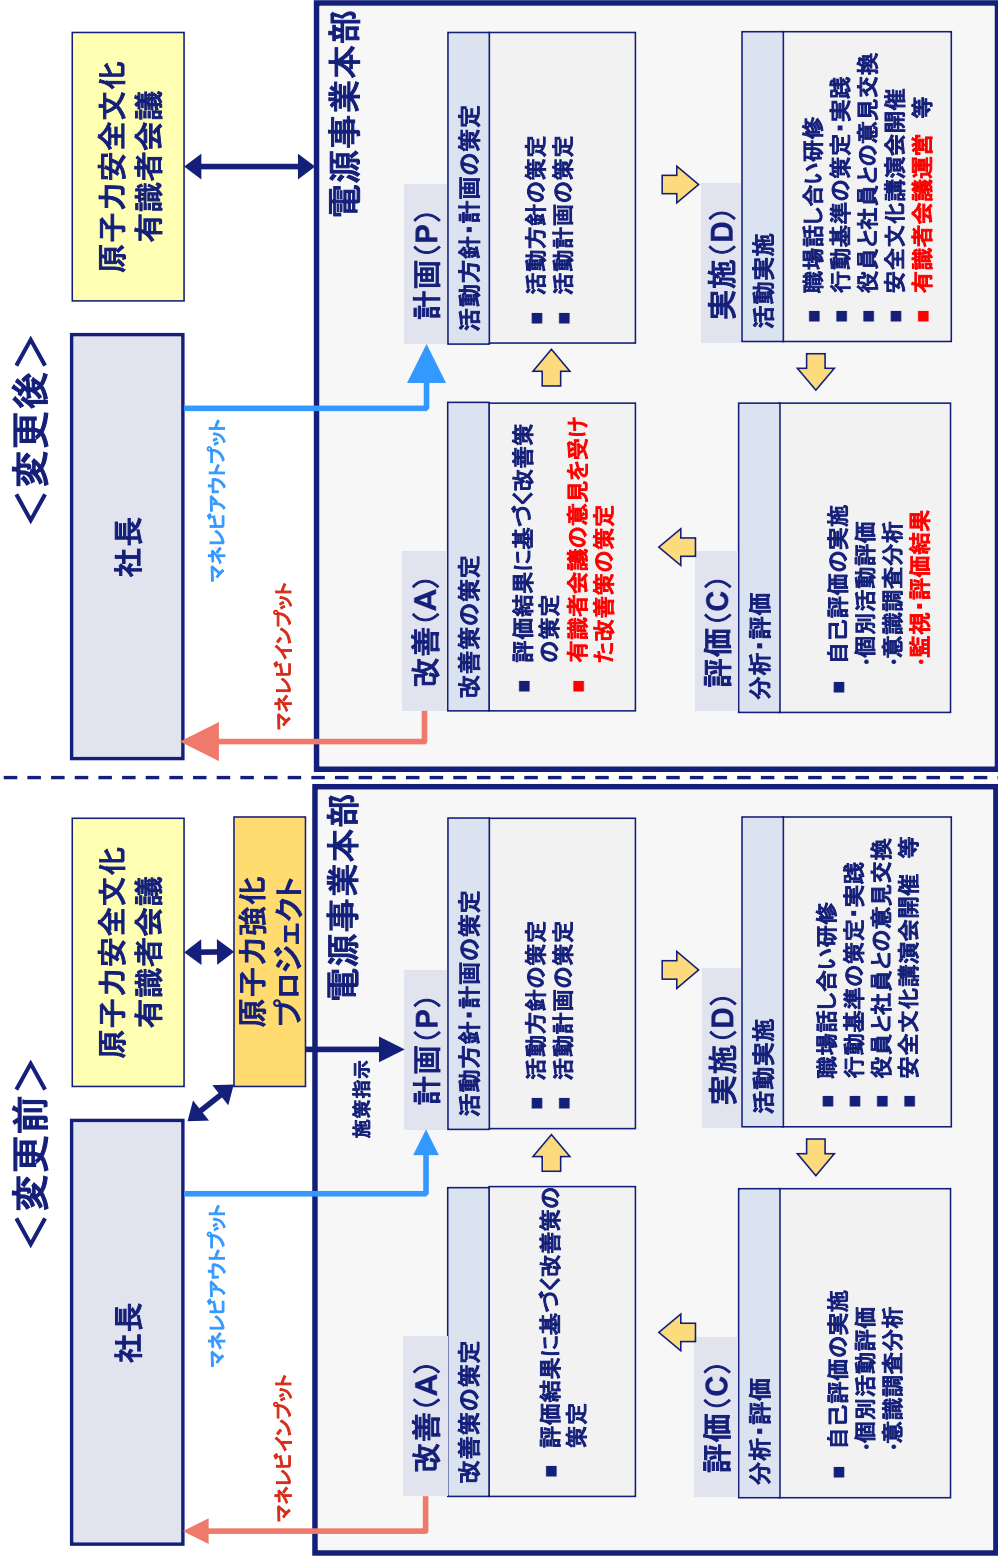 ＜変更前＞
社長
原子力安全文化
有識者会議
原子力強化
プロジェクト
マネレビインプット
マネレビアウトプット
施策指示
電源事業本部
改善(A)
改善策の策定
■ 評価結果に基づく改善策の
策定
計画(P)
活動方針・計画の策定
■ 活動方針の策定
■ 活動計画の策定
評価(C)
分析・評価
■ 自己評価の実施
・個別活動評価
・意識調査分析
実施(D)
活動実施
■ 職場話し合い研修
■ 行動基準の策定・実践
■ 役員と社員との意見交換
■ 安全文化講演会開催 等
＜変更後＞
社長
原子力安全文化
有識者会議
マネレビインプット
マネレビアウトプット
電源事業本部
改善(A)
改善策の策定
■ 評価結果に基づく改善策
の策定
■ 有識者会議の意見を受け
た改善策の策定
計画(P)
活動方針・計画の策定
■ 活動方針の策定
■ 活動計画の策定
評価(C)
分析・評価
■ 自己評価の実施
・個別活動評価
・意識調査分析
・監視・評価結果
実施(D)
活動実施
■ 職場話し合い研修
■ 行動基準の策定・実践
■ 役員と社員との意見交換
■ 安全文化講演会開催
■ 有識者会議運営 等